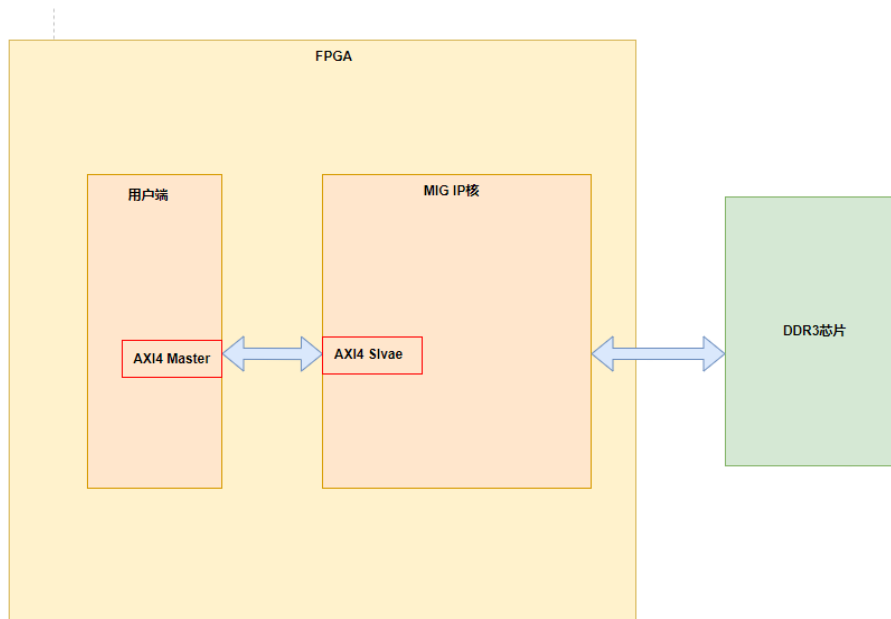 FPGA
用户端
MIG IP核
DDR3芯片
AXI4 Master
AXI4 Slvae